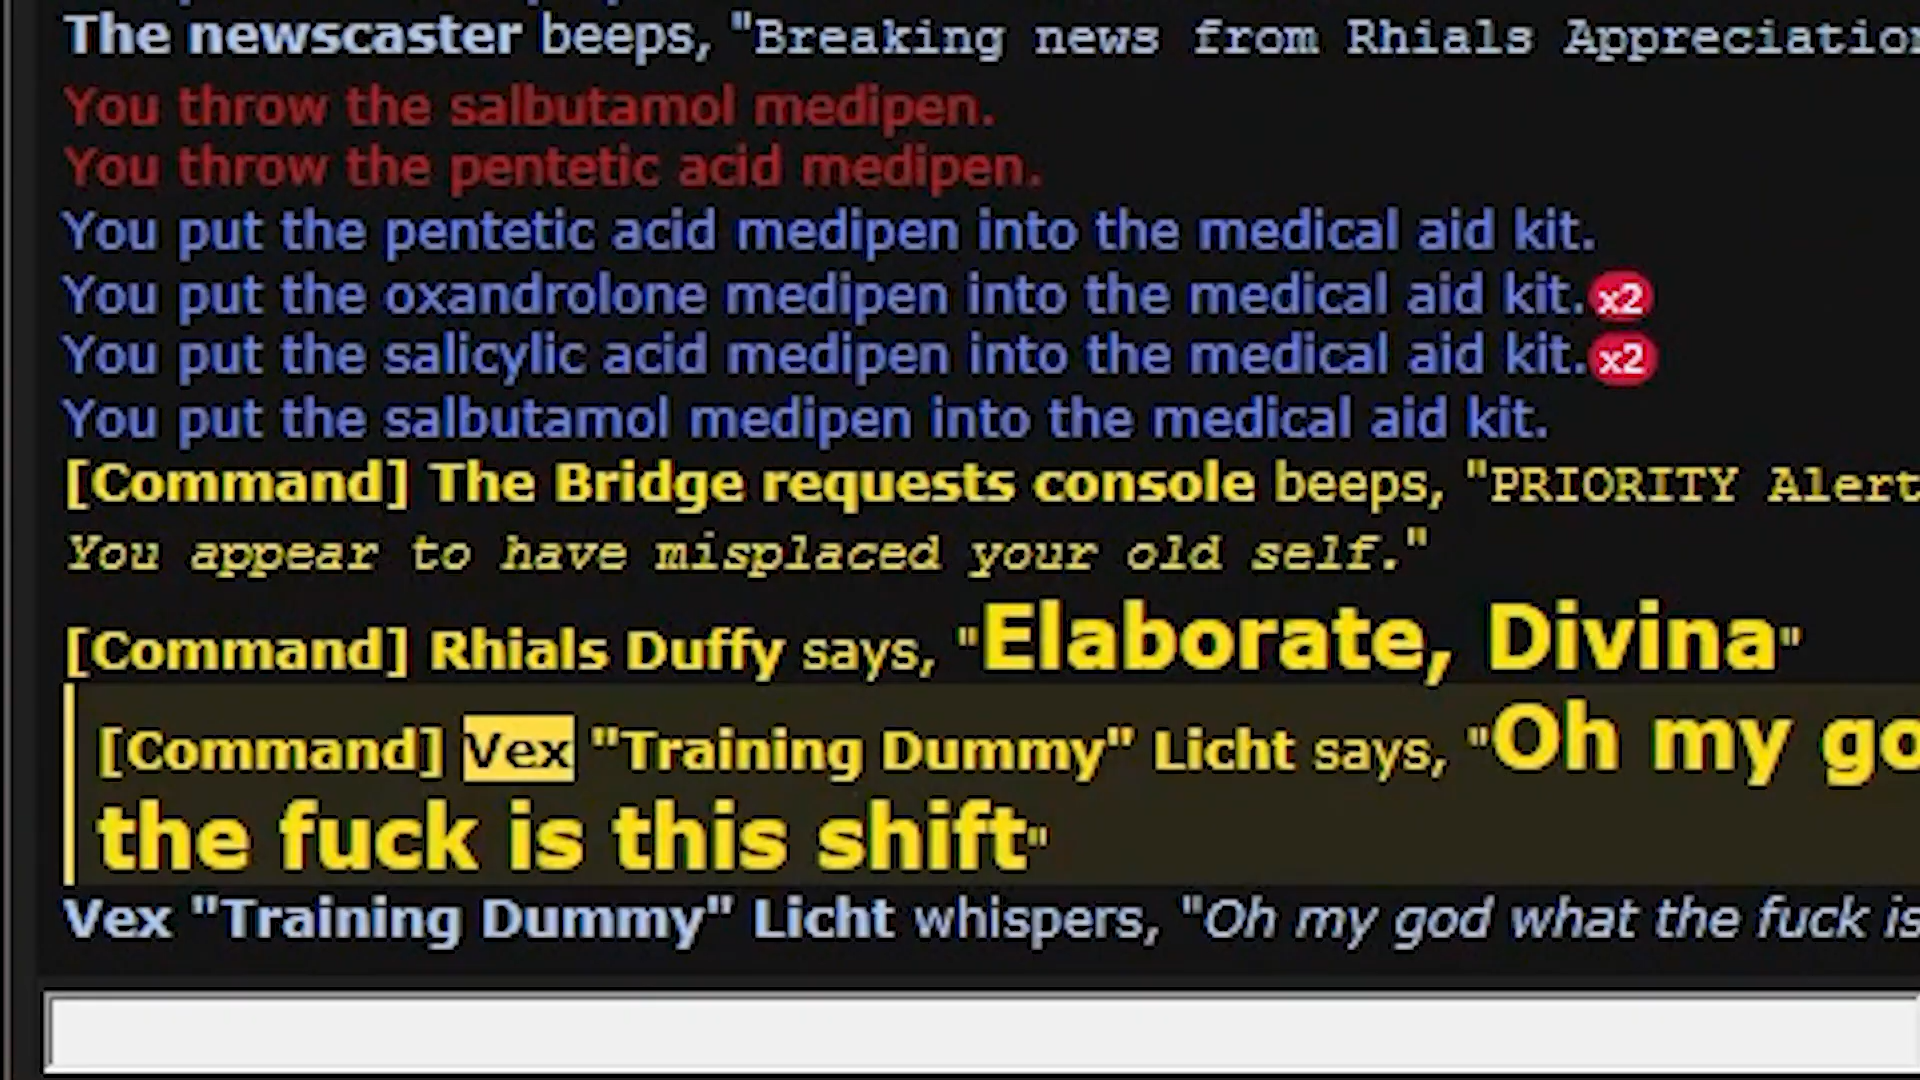 The newscaster beeps, "Breaking news from Rhials Appreciation
You throw the salbutamol medipen.
You throw the pentetic acid medipen.
You put the pentetic acid medipen into the medical aid kit.
You put the oxandrolone medipen into the medical aid kit. x2
You put the salicylic acid medipen into the medical aid kit. x2
You put the salbutamol medipen into the medical aid kit.
[Command] The Bridge requests console beeps, "PRIORITY Alert
You appear to have misplaced your old self."
[Command] Rhials Duffy says, "Elaborate, Divina"
[Command] Vex "Training Dummy" Licht says, "Oh my go
the fuck is this shift"
Vex "Training Dummy" Licht whispers, "Oh my god what the fuck is